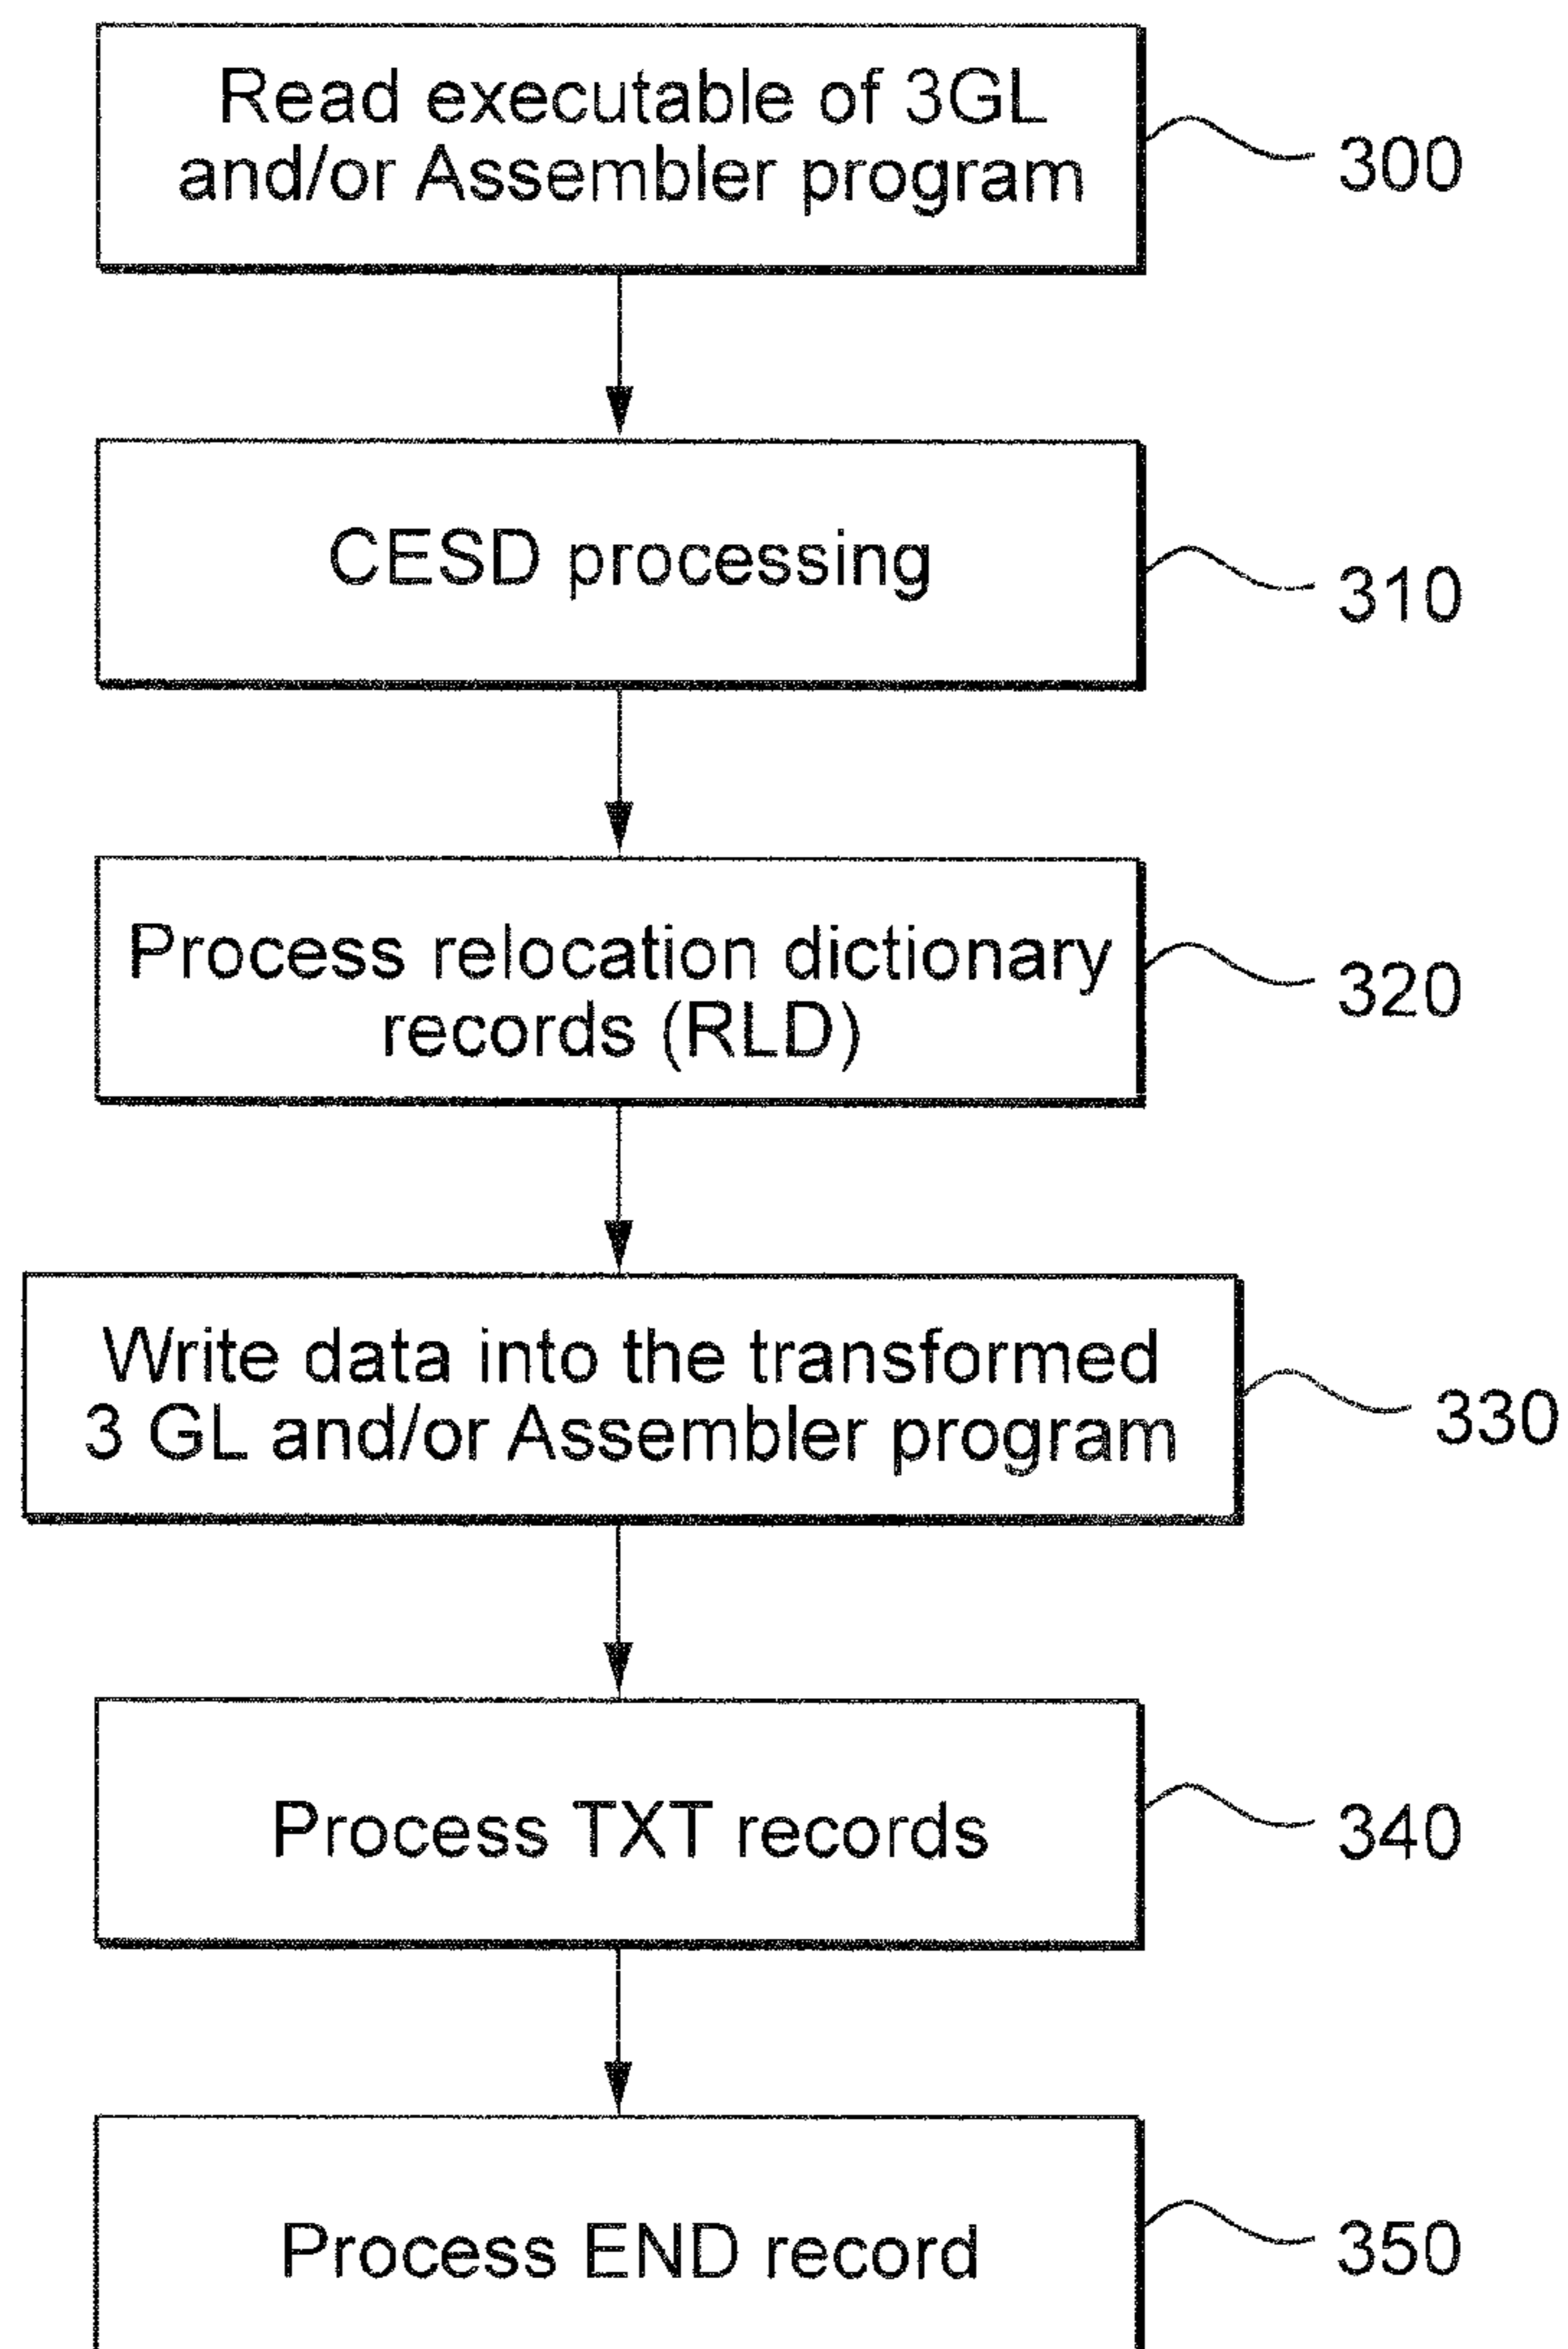 Read executable of 3GL
and/or Assembler program
300
CESD processing
310
Process relocation dictionary
records (RLD)
320
Write data into the transformed
3 GL and/or Assembler program
330
Process TXT records
340
Process END record
350